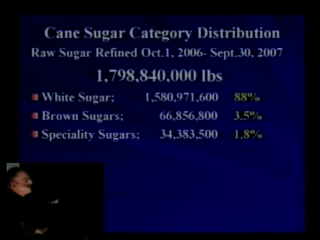 Cane Sugar Category Distribution
Raw Sugar Refined Oct.1, 2006- Sept.30, 2007
1,798,840,000 lbs
White Sugar; 1,580,971,600 88%
Brown Sugars; 66,856,800 3.5%
Speciality Sugars; 34,383,500 1.8%